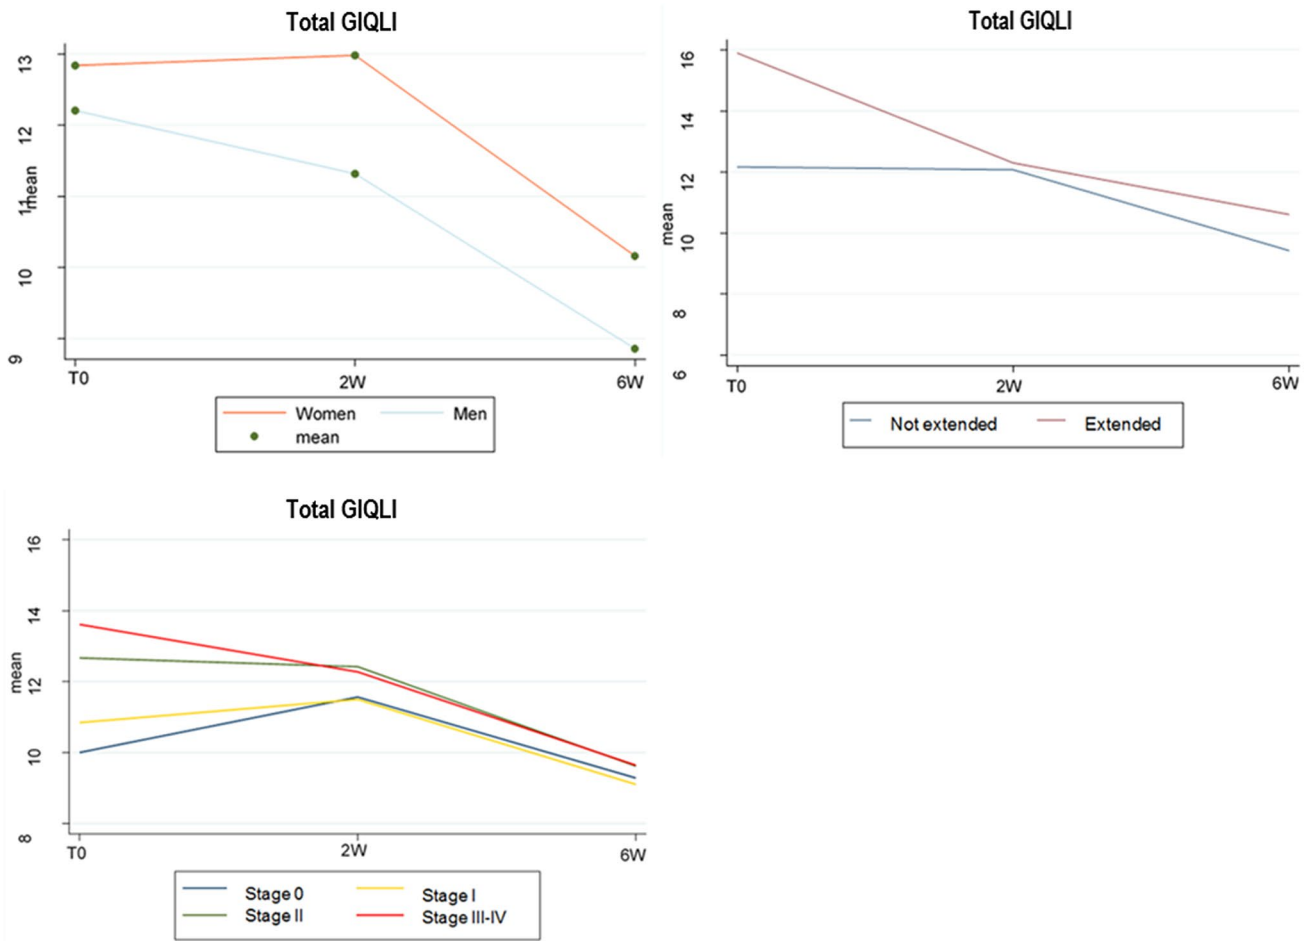 Total GIQLI
13
12
11
10
9
mean
T0
2W
6W
Women
Men
mean
Total GIQLI
16
14
12
10
8
6
mean
T0
2W
6W
Not extended
Extended
Total GIQLI
16
14
12
10
8
mean
T0
2W
6W
Stage 0
Stage I
Stage II
Stage III-IV